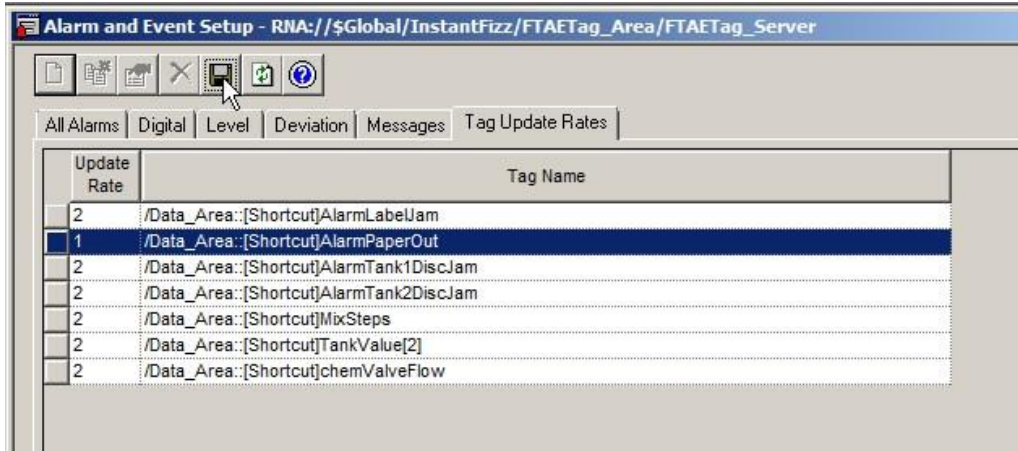 Alarm and Event Setup - RNA://$Global/InstantFizz/FTAETag_Area/FTAETag_Server
All Alarms Digital Level Deviation Messages Tag Update Rates
Update Rate Tag Name
2 /Data_Area::[Shortcut]AlarmLabelJam
1 /Data_Area::[Shortcut]AlarmPaperOut
2 /Data_Area::[Shortcut]AlarmTank1DiscJam
2 /Data_Area::[Shortcut]AlarmTank2DiscJam
2 /Data_Area::[Shortcut]MixSteps
2 /Data_Area::[Shortcut]TankValue[2]
2 /Data_Area::[Shortcut]chemValveFlow